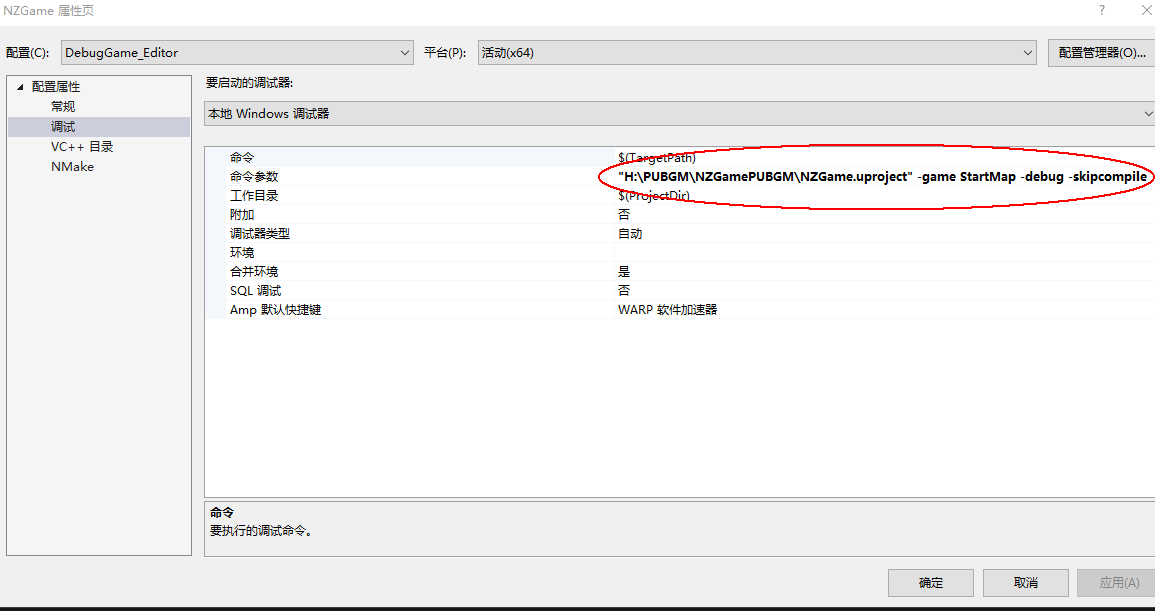 NZGame 属性页
配置(C): DebugGame_Editor 平台(P): 活动(x64) 配置管理器(O)...
配置属性
常规
调试
VC++ 目录
NMake
要启动的调试器:
本地 Windows 调试器
命令 $(TargetPath)
命令参数 "H:\PUBGM\NZGamePUBGM\NZGame.uproject" -game StartMap -debug -skipcompile
工作目录 $(ProjectDir)
附加 否
调试器类型 自动
环境
合并环境 是
SQL 调试 否
Amp 默认快捷键 WARP 软件加速器
命令
要执行的调试命令。
确定 取消 应用(A)